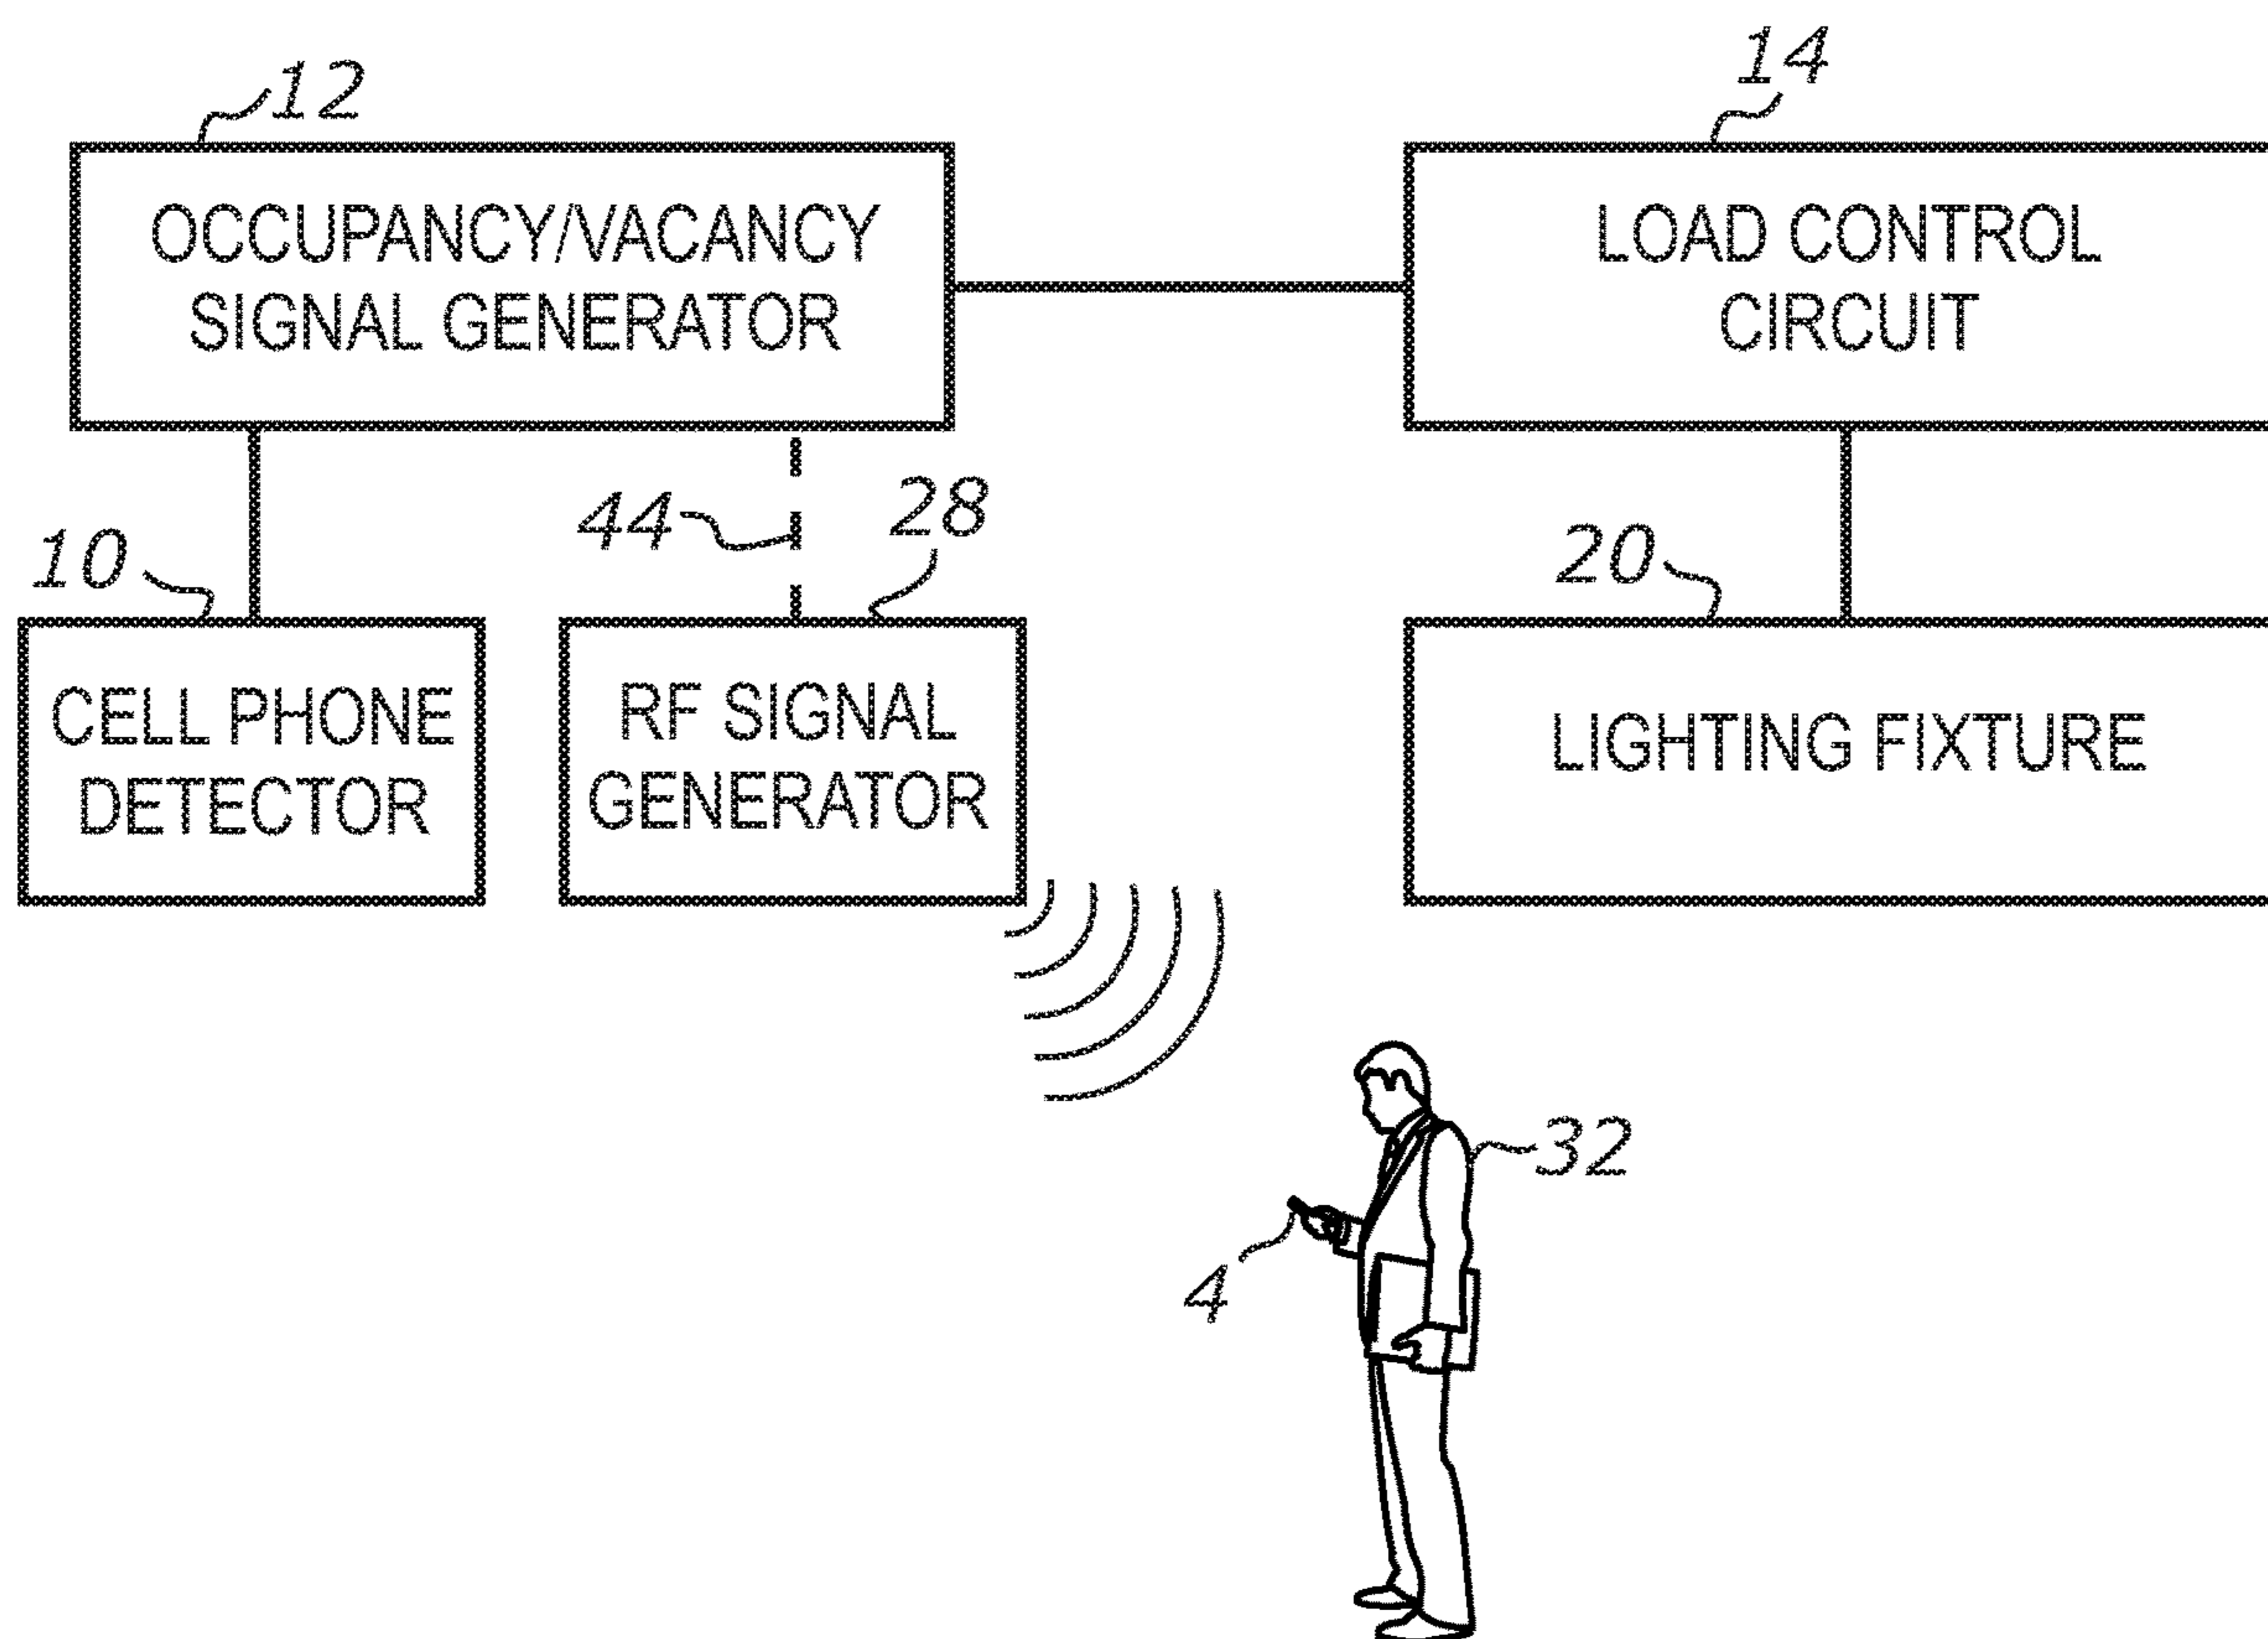 12
14
OCCUPANCY/VACANCY
SIGNAL GENERATOR
LOAD CONTROL
CIRCUIT
10
44
28
20
CELL PHONE
DETECTOR
RF SIGNAL
GENERATOR
LIGHTING FIXTURE
32
4